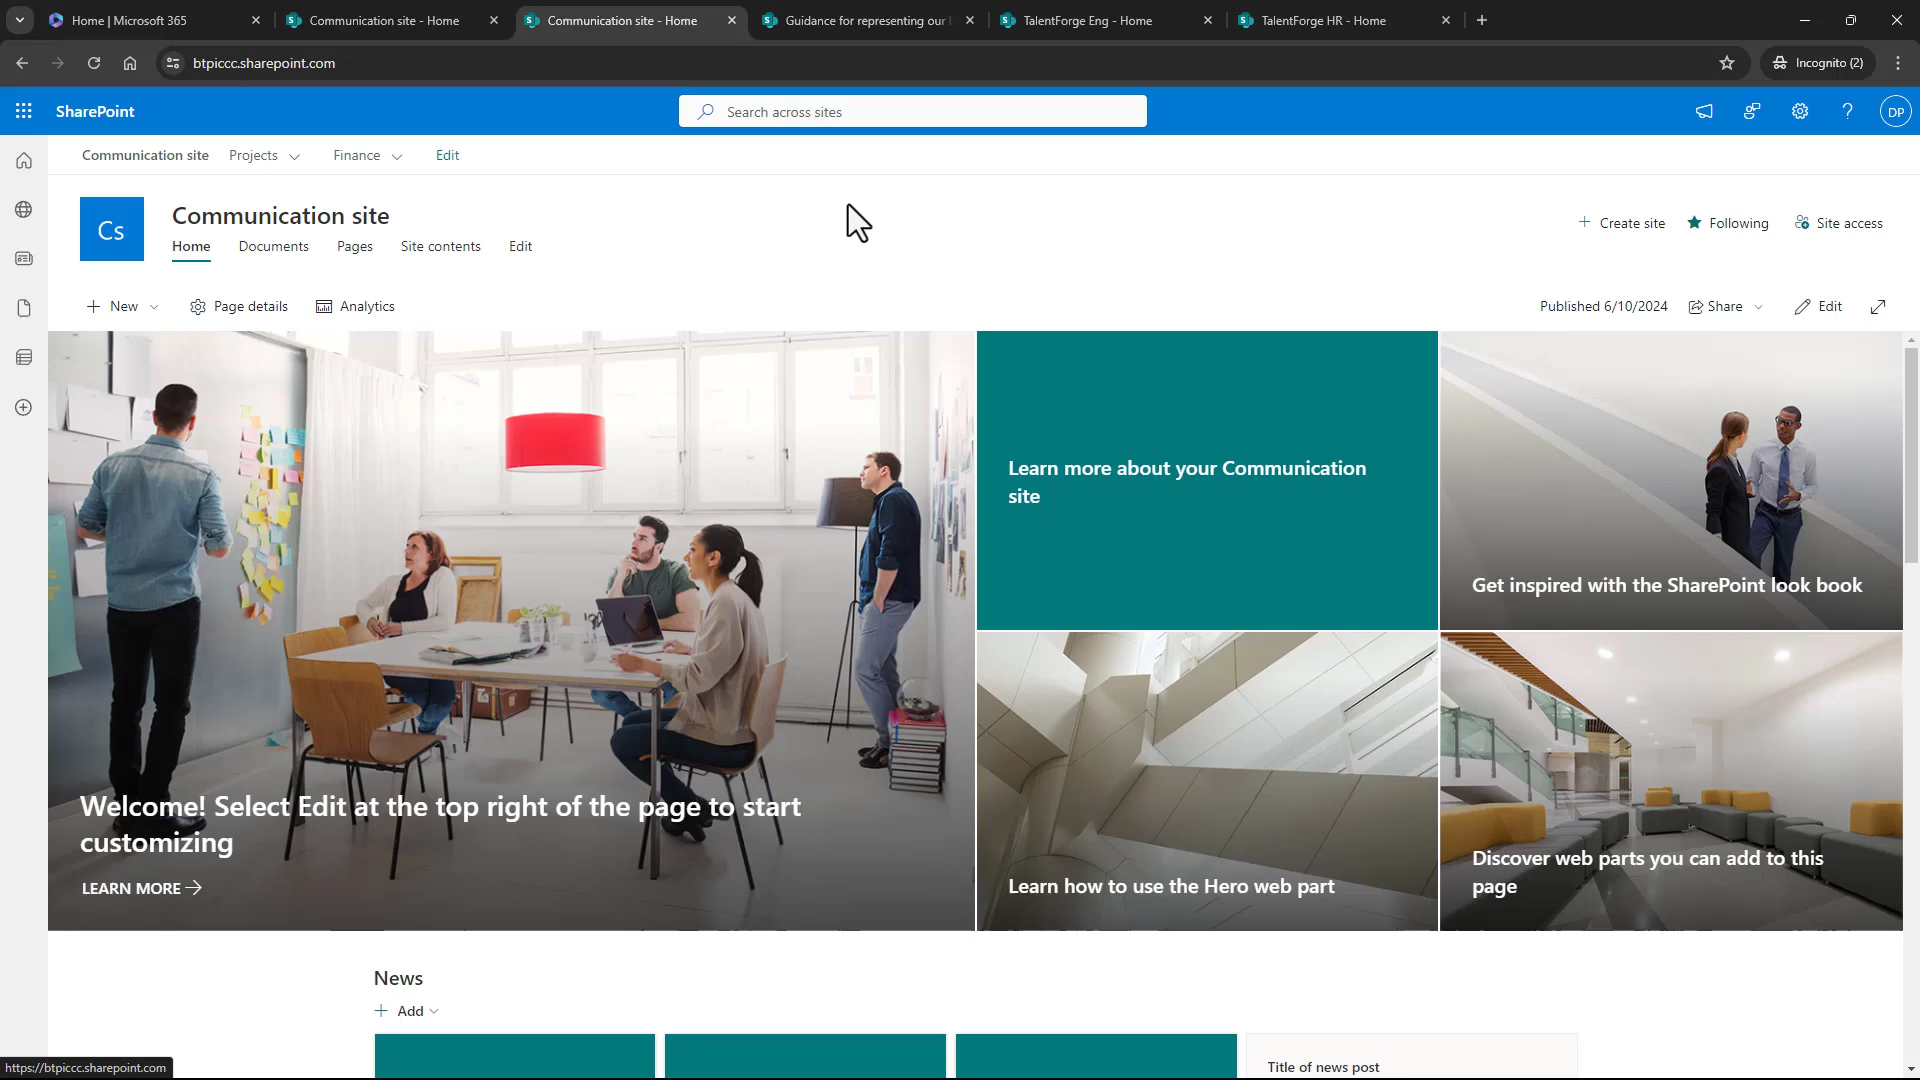 Home | Microsoft 365
Communication site - Home
Communication site - Home
Guidance for representing our
TalentForge Eng - Home
TalentForge HR - Home
btpiccc.sharepoint.com
Incognito (2)
SharePoint
Search across sites
DP
Communication site
Projects
Finance
Edit
Cs
Communication site
Home
Documents
Pages
Site contents
Edit
Create site
Following
Site access
New
Page details
Analytics
Published 6/10/2024
Share
Edit
Welcome! Select Edit at the top right of the page to start
customizing
LEARN MORE
Learn more about your Communication
site
Get inspired with the SharePoint look book
Learn how to use the Hero web part
Discover web parts you can add to this
page
News
Add
Title of news post
https://btpiccc.sharepoint.com